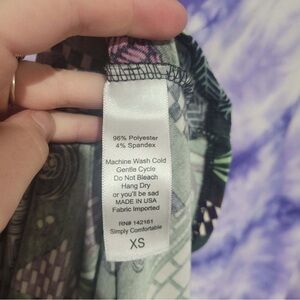 96% Polyester
4% Spandex
Machine Wash Cold
Gentle Cycle
Do Not Bleach
Hang Dry
or you'll be sad
MADE IN USA
Fabric Imported
RN# 142161
Simply Comfortable
XS